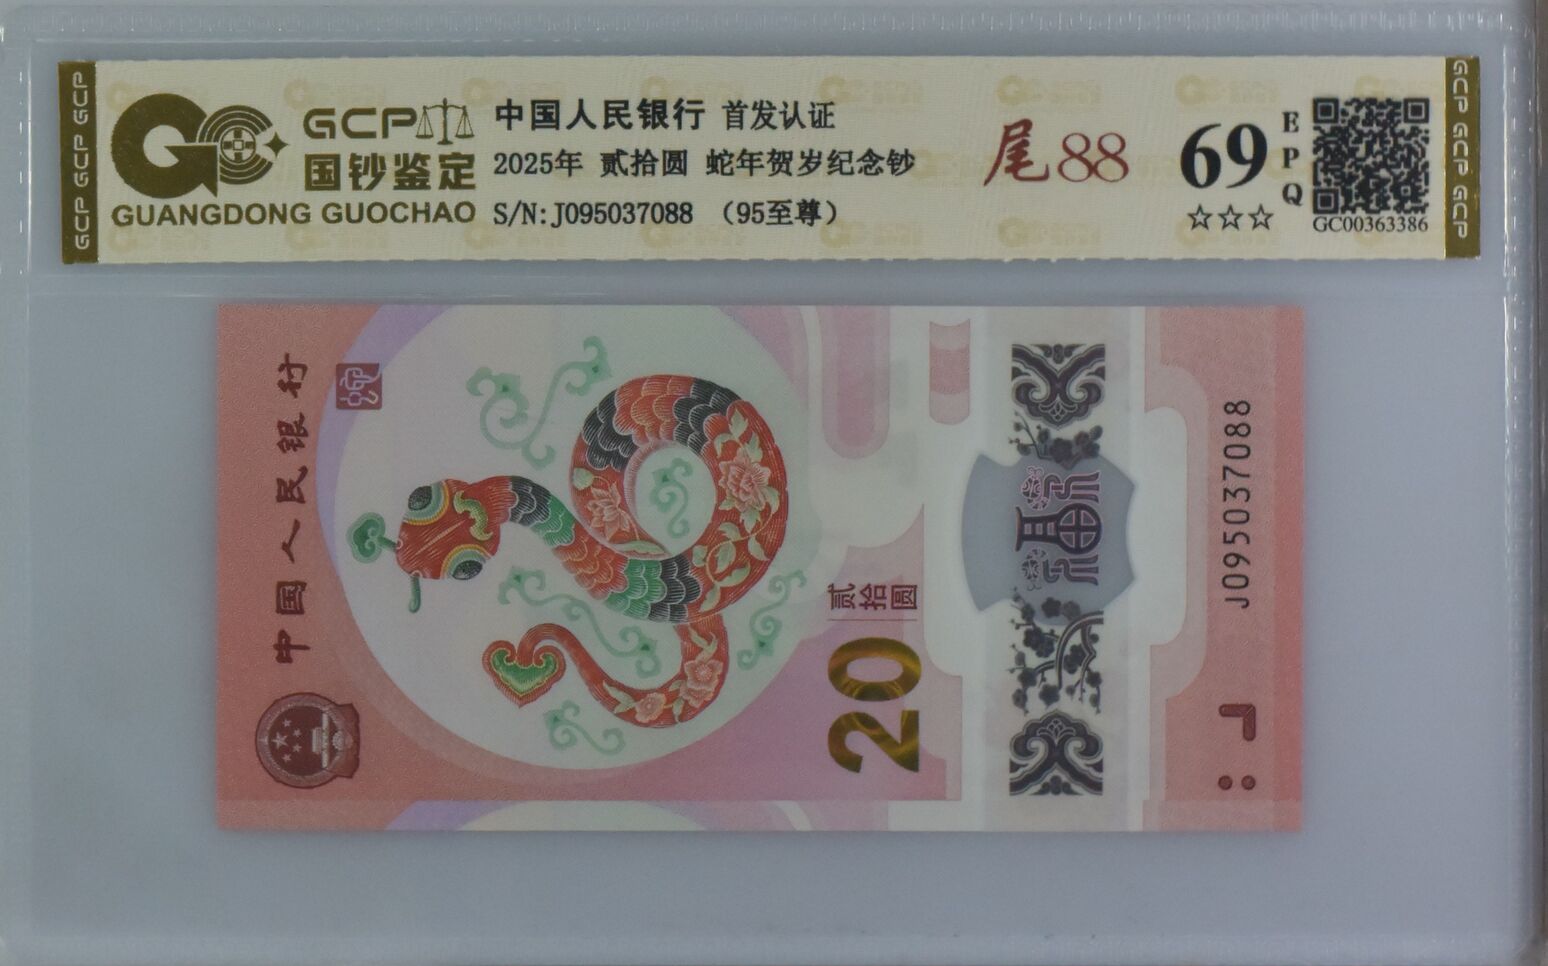 GCP GCP GCP
GCP
国钞鉴定
GUANGDONG GUOCHAO
中国人民银行 首发认证
2025年 贰拾圆 蛇年贺岁纪念钞
S/N:J095037088 (95至尊)
尾88
69
EPQ
☆☆☆
GC00363386
GCP GCP GCP
中国人民银行
蛇
20
贰拾圆
福
J095037088